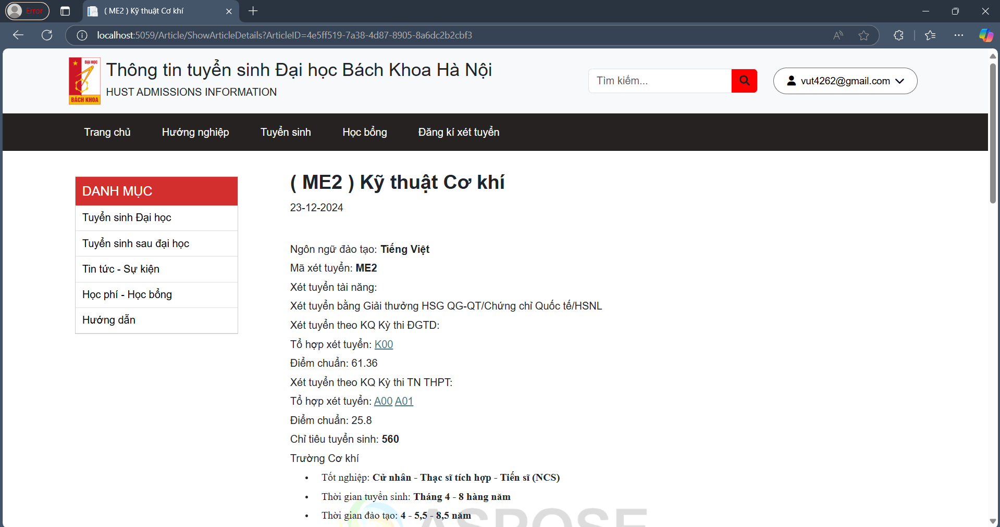 Error
( ME2 ) Kỹ thuật Cơ khí
localhost:5059/Article/ShowArticleDetails?ArticleID=4e5ff519-7a38-4d87-8905-8a6dc2b2cbf3
ĐẠI HỌC
BÁCH KHOA
Thông tin tuyển sinh Đại học Bách Khoa Hà Nội
HUST ADMISSIONS INFORMATION
Tìm kiếm...
vut4262@gmail.com
Trang chủ Hướng nghiệp Tuyển sinh Học bổng Đăng kí xét tuyển
DANH MỤC
Tuyển sinh Đại học
Tuyển sinh sau đại học
Tin tức - Sự kiện
Học phí - Học bổng
Hướng dẫn
( ME2 ) Kỹ thuật Cơ khí
23-12-2024
Ngôn ngữ đào tạo: Tiếng Việt
Mã xét tuyển: ME2
Xét tuyển tài năng:
Xét tuyển bằng Giải thưởng HSG QG-QT/Chứng chỉ Quốc tế/HSNL
Xét tuyển theo KQ Kỳ thi ĐGTD:
Tổ hợp xét tuyển: K00
Điểm chuẩn: 61.36
Xét tuyển theo KQ Kỳ thi TN THPT:
Tổ hợp xét tuyển: A00 A01
Điểm chuẩn: 25.8
Chỉ tiêu tuyển sinh: 560
Trường Cơ khí
• Tốt nghiệp: Cử nhân - Thạc sĩ tích hợp - Tiến sĩ (NCS)
• Thời gian tuyển sinh: Tháng 4 - 8 hàng năm
• Thời gian đào tạo: 4 - 5,5 - 8,5 năm
ASPOSE